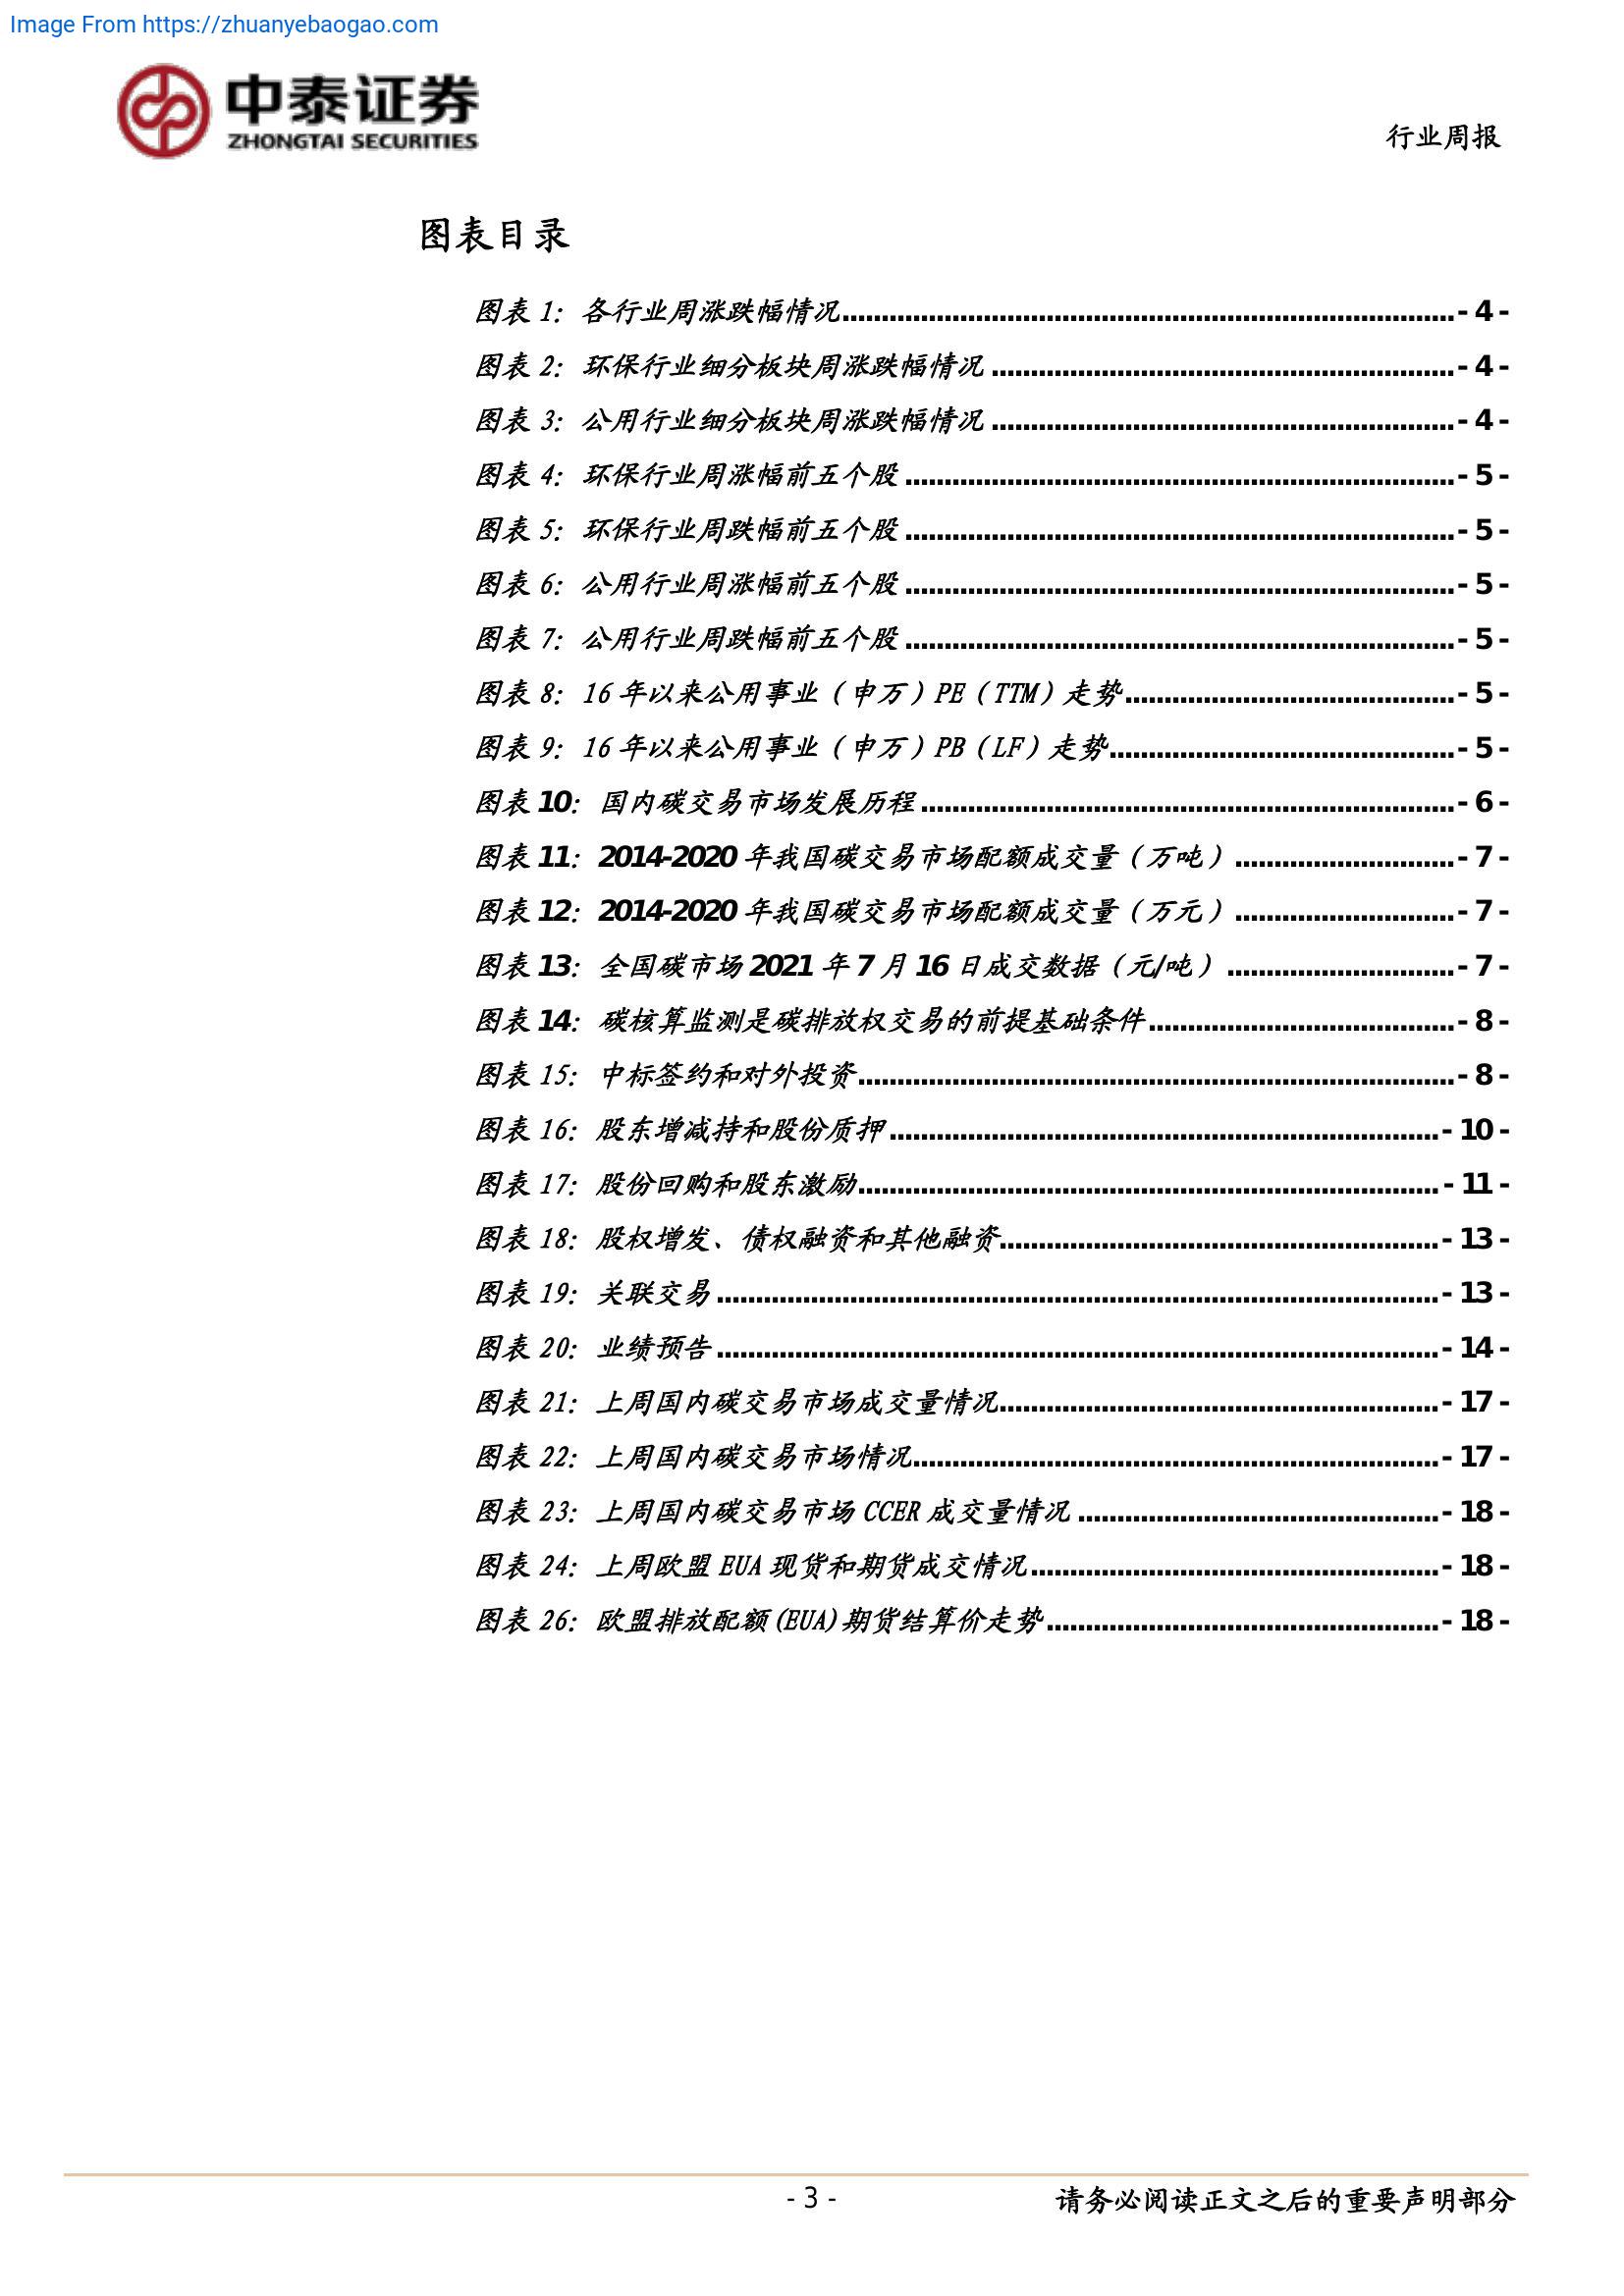 Image From https://zhuanyebaogao.com
中泰证券
ZHONGTAI SECURITIES
行业周报
图表目录
图表 1：各行业周涨跌幅情况......- 4 -
图表 2：环保行业细分板块周涨跌幅情况......- 4 -
图表 3：公用行业细分板块周涨跌幅情况......- 4 -
图表 4：环保行业周涨幅前五个股......- 5 -
图表 5：环保行业周跌幅前五个股......- 5 -
图表 6：公用行业周涨幅前五个股......- 5 -
图表 7：公用行业周跌幅前五个股......- 5 -
图表 8：16 年以来公用事业（申万）PE（TTM）走势......- 5 -
图表 9：16 年以来公用事业（申万）PB（LF）走势......- 5 -
图表 10：国内碳交易市场发展历程......- 6 -
图表 11：2014-2020 年我国碳交易市场配额成交量（万吨）......- 7 -
图表 12：2014-2020 年我国碳交易市场配额成交量（万元）......- 7 -
图表 13：全国碳市场 2021 年 7 月 16 日成交数据（元/吨）......- 7 -
图表 14：碳核算监测是碳排放权交易的前提基础条件......- 8 -
图表 15：中标签约和对外投资......- 8 -
图表 16：股东增减持和股份质押......- 10 -
图表 17：股份回购和股东激励......- 11 -
图表 18：股权增发、债权融资和其他融资......- 13 -
图表 19：关联交易......- 13 -
图表 20：业绩预告......- 14 -
图表 21：上周国内碳交易市场成交量情况......- 17 -
图表 22：上周国内碳交易市场情况......- 17 -
图表 23：上周国内碳交易市场 CCER 成交量情况......- 18 -
图表 24：上周欧盟 EUA 现货和期货成交情况......- 18 -
图表 26：欧盟排放配额(EUA)期货结算价走势......- 18 -
- 3 -
请务必阅读正文之后的重要声明部分